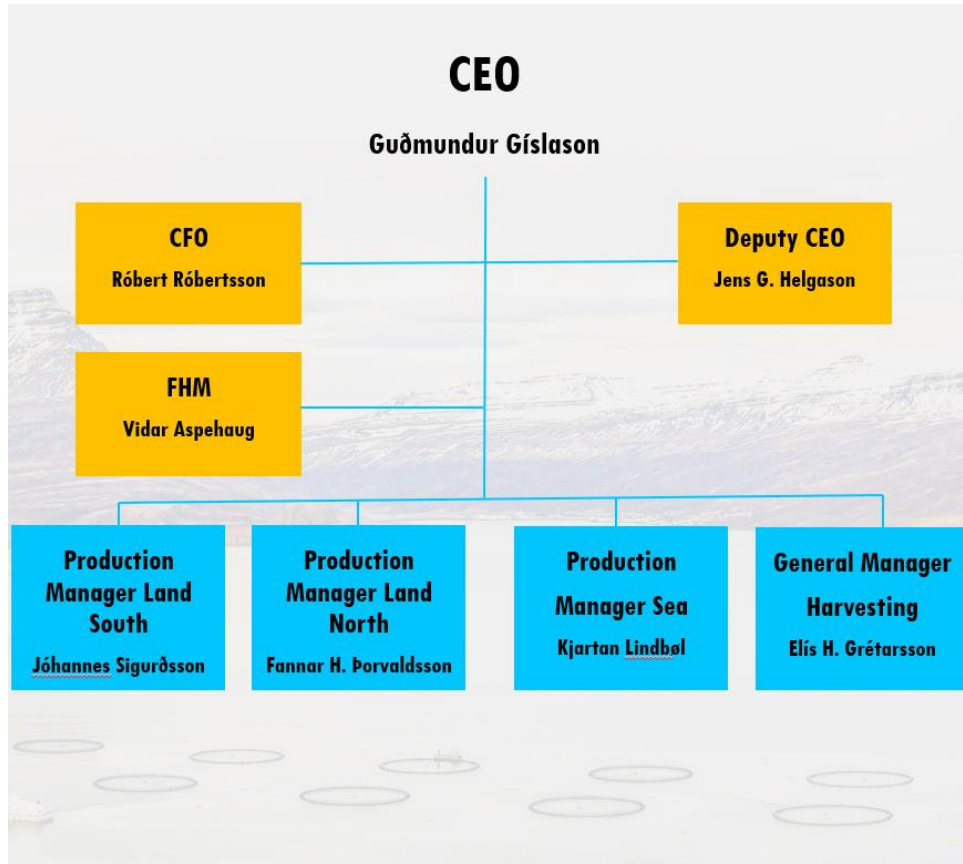 CEO
Guðmundur Gíslason
CFO
Róbert Róbertsson
Deputy CEO
Jens G. Helgason
FHM
Vidar Aspehaug
Production
Manager Land
South
Jóhannes Sigurðsson
Production
Manager Land
North
Fannar H. Þorvaldsson
Production
Manager Sea
Kjartan Lindbøl
General Manager
Harvesting
Elís H. Grétarsson